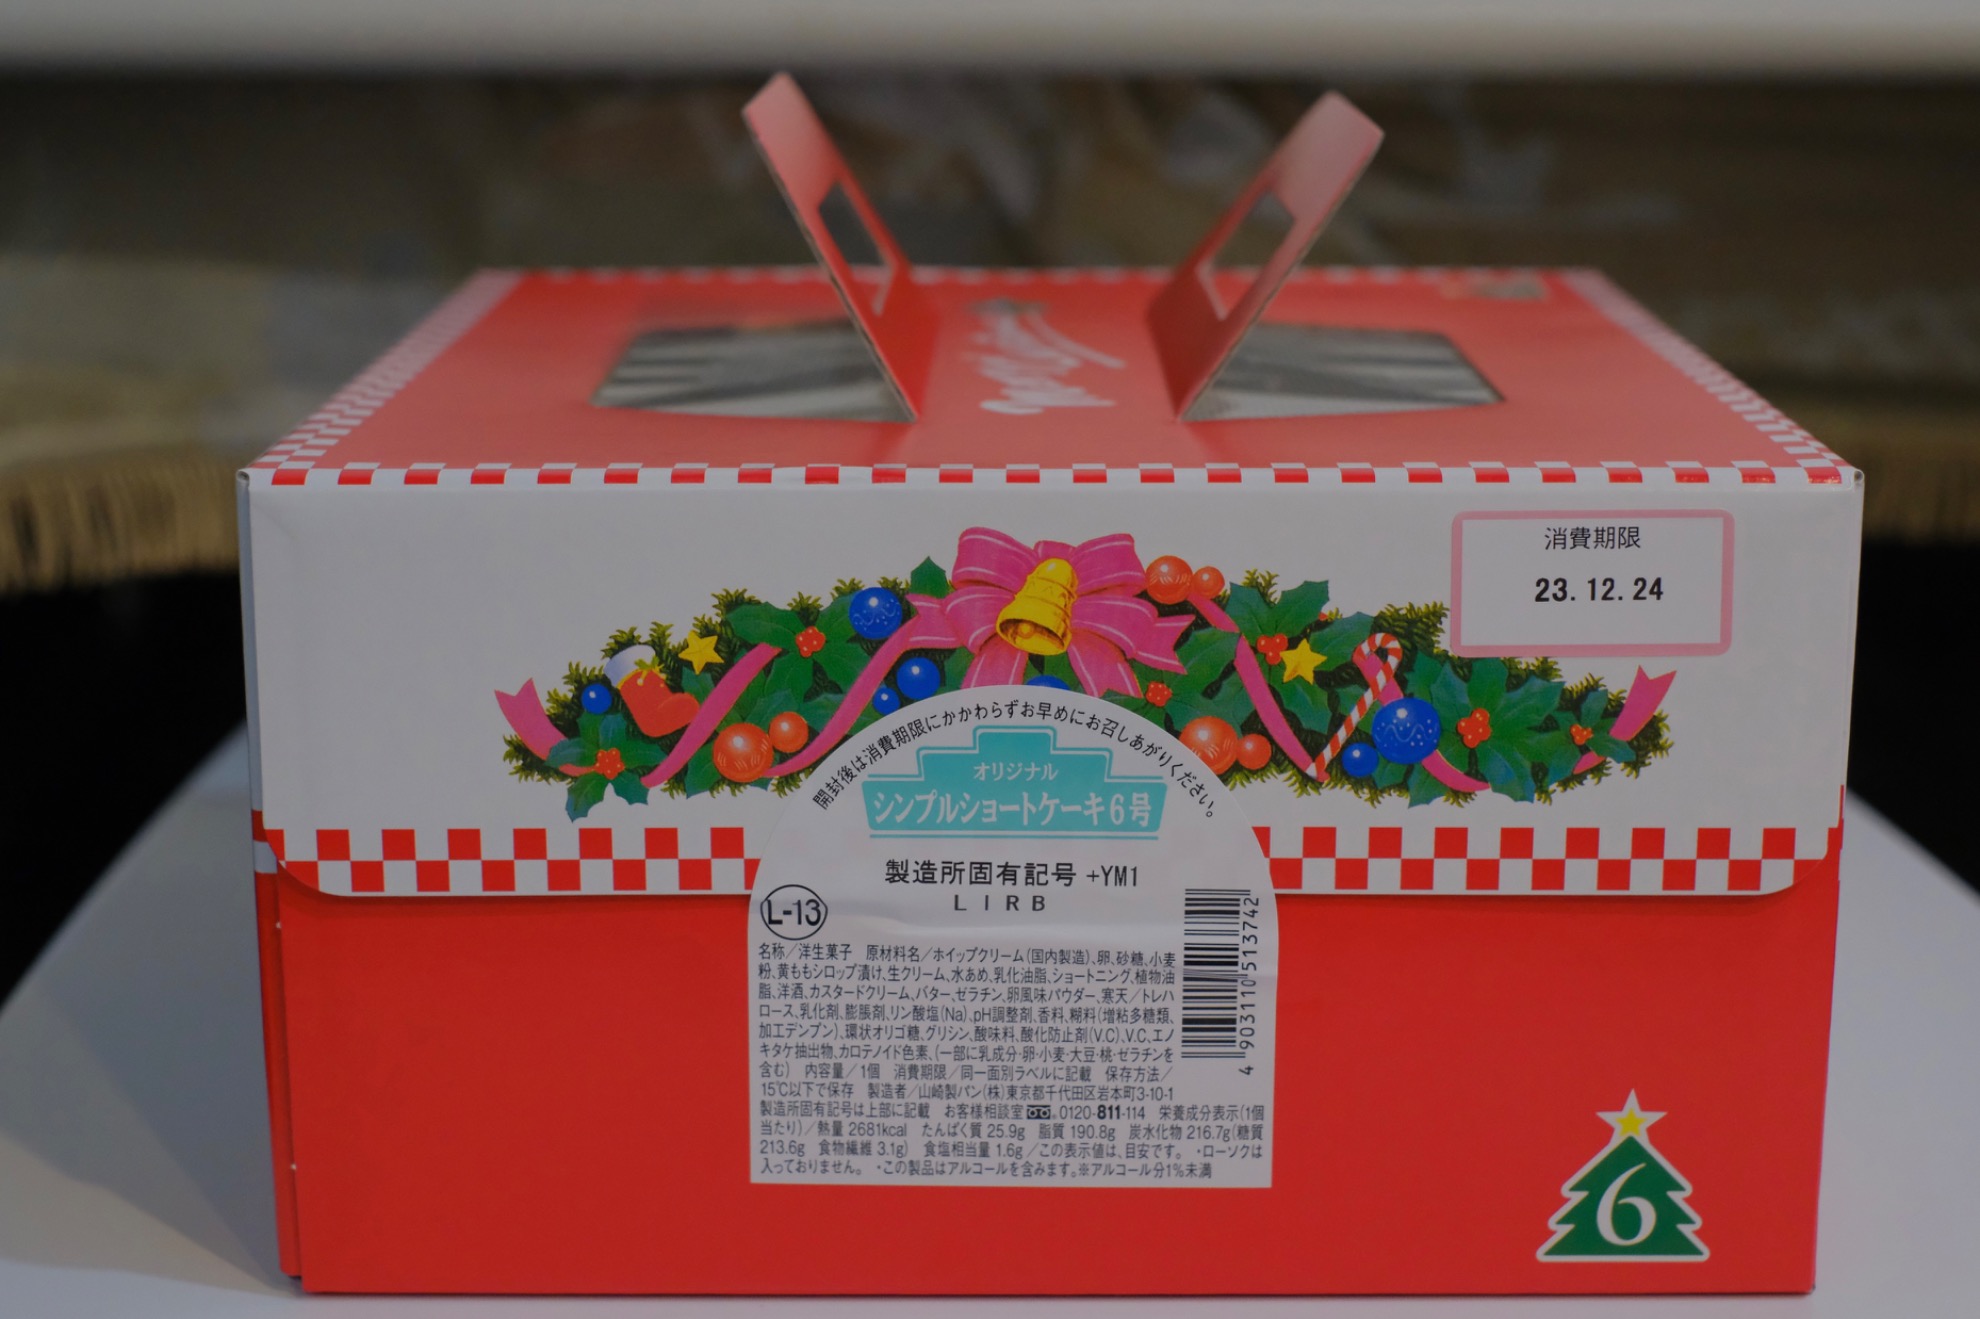 Merry Christmas
消費期限
23.12.24
開封後は消費期限にかかわらずお早めにお召しあがりください。
オリジナル
シンプルショートケーキ6号
製造所固有記号 +YM1
LIRB
L-13
名称／洋生菓子 原材料名／ホイップクリーム(国内製造)､卵､砂糖､小麦
粉､黄ももシロップ漬け､生クリーム､水あめ､乳化油脂､ショートニング､植物油
脂､洋酒､カスタードクリーム､バター､ゼラチン､卵風味パウダー､寒天／トレハ
ロース､乳化剤､膨脹剤､リン酸塩(Na)､pH調整剤､香料､糊料(増粘多糖類､
加工デンプン)､環状オリゴ糖､グリシン､酸味料､酸化防止剤(V.C)､V.C､エノ
キタケ抽出物､カロテノイド色素､(一部に乳成分･卵･小麦･大豆･桃･ゼラチンを
含む) 内容量／1個 消費期限／同一面別ラベルに記載 保存方法／
15℃以下で保存 製造者／山崎製パン(株)東京都千代田区岩本町3-10-1
製造所固有記号は上部に記載 お客様相談室 0120-811-114 栄養成分表示(1個
当たり)／熱量 2681kcal たんぱく質 25.9g 脂質 190.8g 炭水化物 216.7g(糖質
213.6g 食物繊維 3.1g) 食塩相当量 1.6g／この表示値は､目安です。 ･ローソクは
入っておりません。 ･この製品はアルコールを含みます｡※アルコール分1%未満
4 903110 513742
6